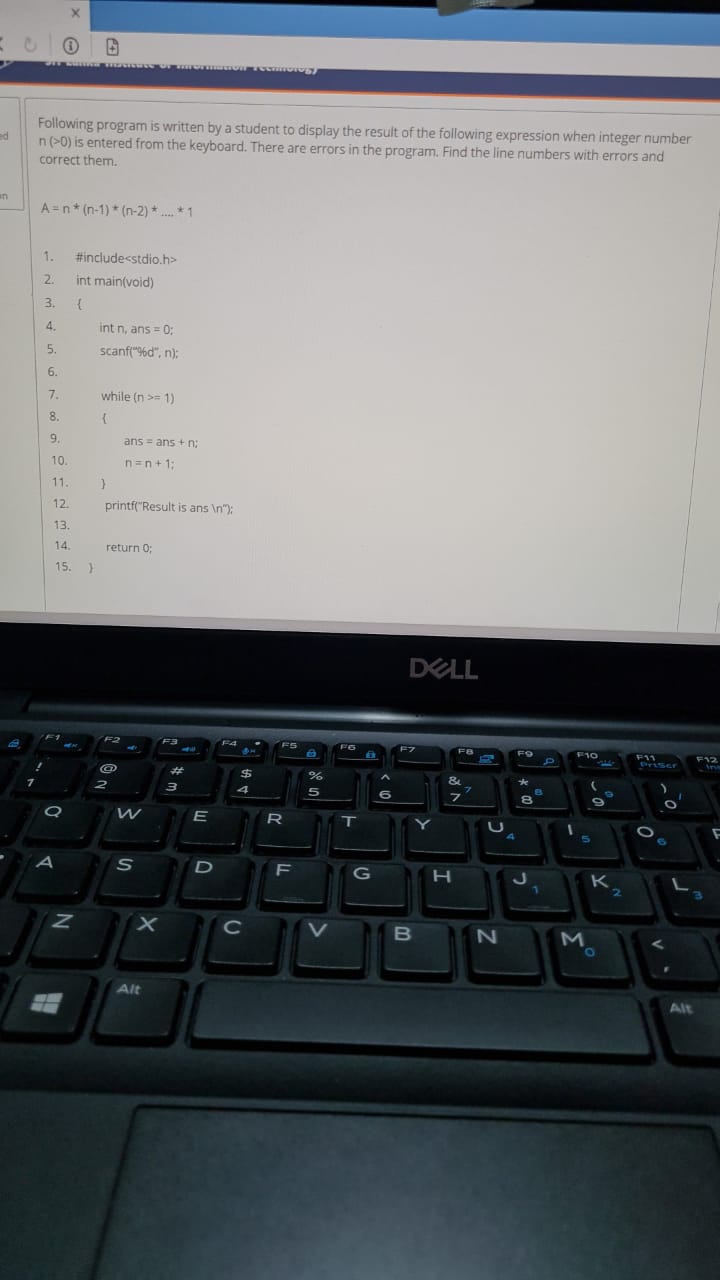 Following program is written by a student to display the result of the following expression when integer number
n (>0) is entered from the keyboard. There are errors in the program. Find the line numbers with errors and
correct them.
A = n * (n-1) * (n-2) * .... * 1
1. #include<stdio.h>
2. int main(void)
3. {
4. int n, ans = 0;
5. scanf("%d", n);
6.
7. while (n >= 1)
8. {
9. ans = ans + n;
10. n = n + 1;
11. }
12. printf("Result is ans \n");
13.
14. return 0;
15. }
DELL
F1 F2 F3 F4 F5 F6 F7 F8 F9 F10 F11 PrtScr F12
! 1 @ 2 # 3 $ 4 % 5 ^ 6 & 7 7 * 8 8 ( 9 9 ) 0 /
Q W E R T Y U 4 I 5 O 6
A S D F G H J 1 K 2 L 3
Z X C V B N M 0 < ,
Alt Alt